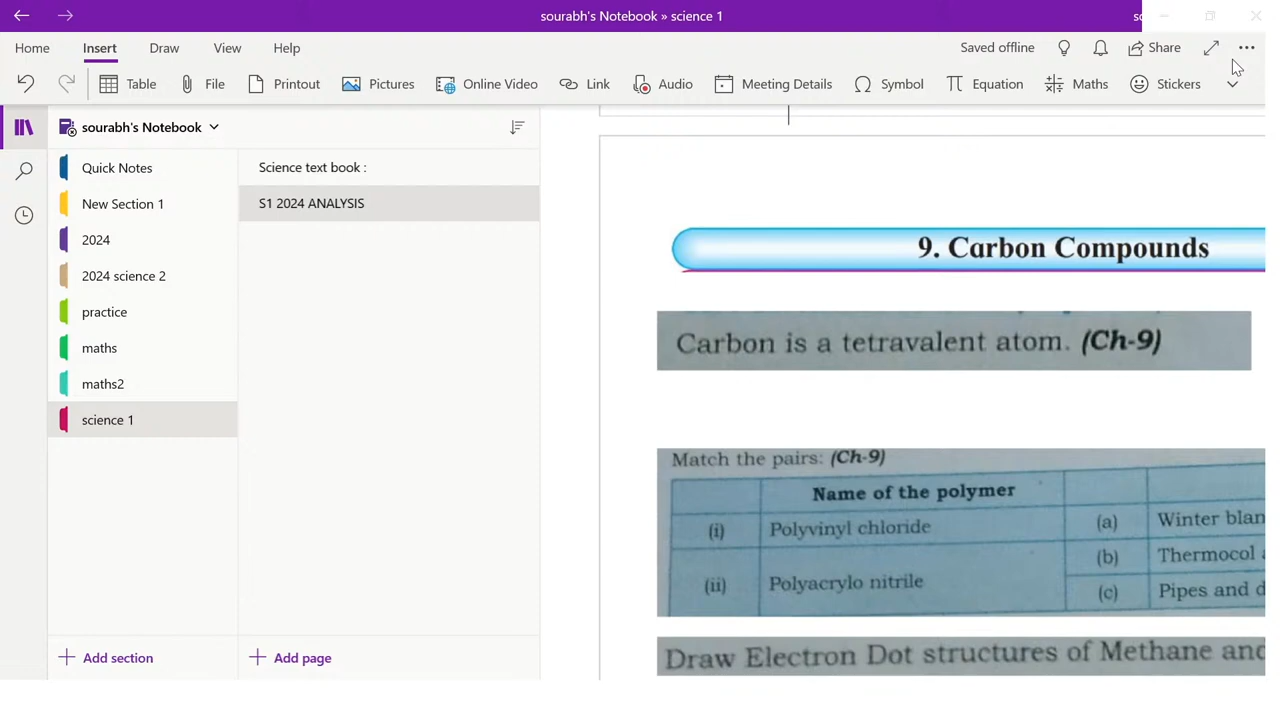 sourabh's Notebook » science 1
Home Insert Draw View Help Saved offline Share
Table File Printout Pictures Online Video Link Audio Meeting Details Symbol Equation Maths Stickers
sourabh's Notebook
Quick Notes
New Section 1
2024
2024 science 2
practice
maths
maths2
science 1
Add section
Science text book :
S1 2024 ANALYSIS
Add page
9. Carbon Compounds
Carbon is a tetravalent atom. (Ch-9)
Match the pairs: (Ch-9)
Name of the polymer
(i) Polyvinyl chloride (a) Winter
(b) Thermocol
(ii) Polyacrylo nitrile
(c) Pipes and
Draw Electron Dot structures of Methane and